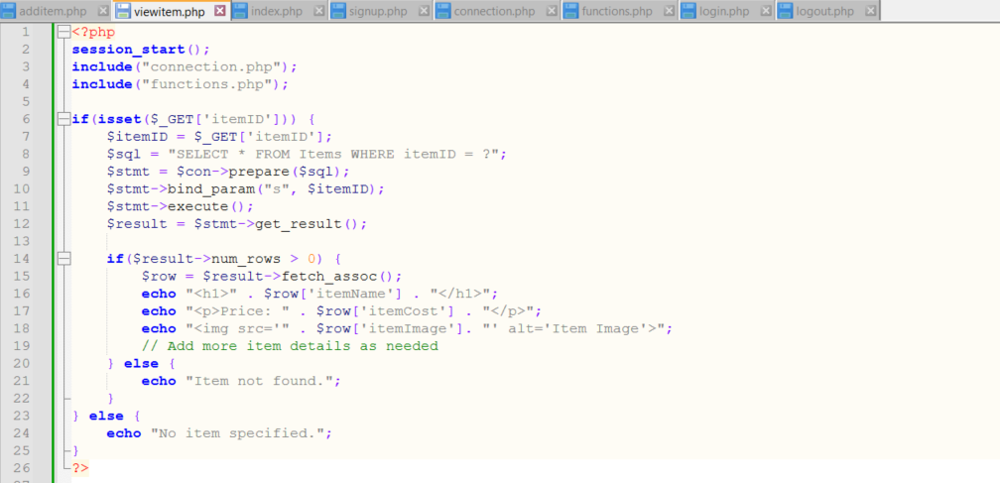 additem.php viewitem.php index.php signup.php connection.php functions.php login.php logout.php
1 <?php
2 session_start();
3 include("connection.php");
4 include("functions.php");
5
6 if(isset($_GET['itemID'])) {
7     $itemID = $_GET['itemID'];
8     $sql = "SELECT * FROM Items WHERE itemID = ?";
9     $stmt = $con->prepare($sql);
10     $stmt->bind_param("s", $itemID);
11     $stmt->execute();
12     $result = $stmt->get_result();
13
14     if($result->num_rows > 0) {
15         $row = $result->fetch_assoc();
16         echo "<h1>" . $row['itemName'] . "</h1>";
17         echo "<p>Price: " . $row['itemCost'] . "</p>";
18         echo "<img src='" . $row['itemImage']. "' alt='Item Image'>";
19         // Add more item details as needed
20     } else {
21         echo "Item not found.";
22     }
23 } else {
24     echo "No item specified.";
25 }
26 ?>